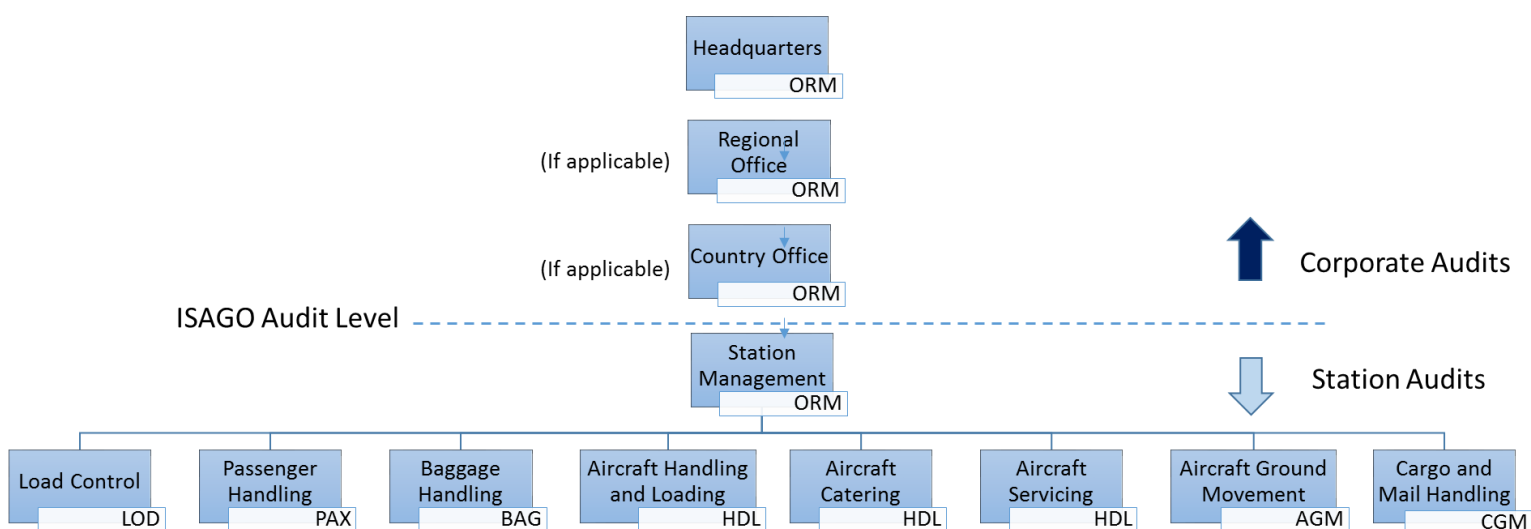 Headquarters
ORM
(If applicable)
Regional
Office
ORM
(If applicable)
Country Office
ORM
Corporate Audits
ISAGO Audit Level
Station
Management
ORM
Station Audits
Load Control
LOD
Passenger
Handling
PAX
Baggage
Handling
BAG
Aircraft Handling
and Loading
HDL
Aircraft
Catering
HDL
Aircraft
Servicing
HDL
Aircraft Ground
Movement
AGM
Cargo and
Mail Handling
CGM